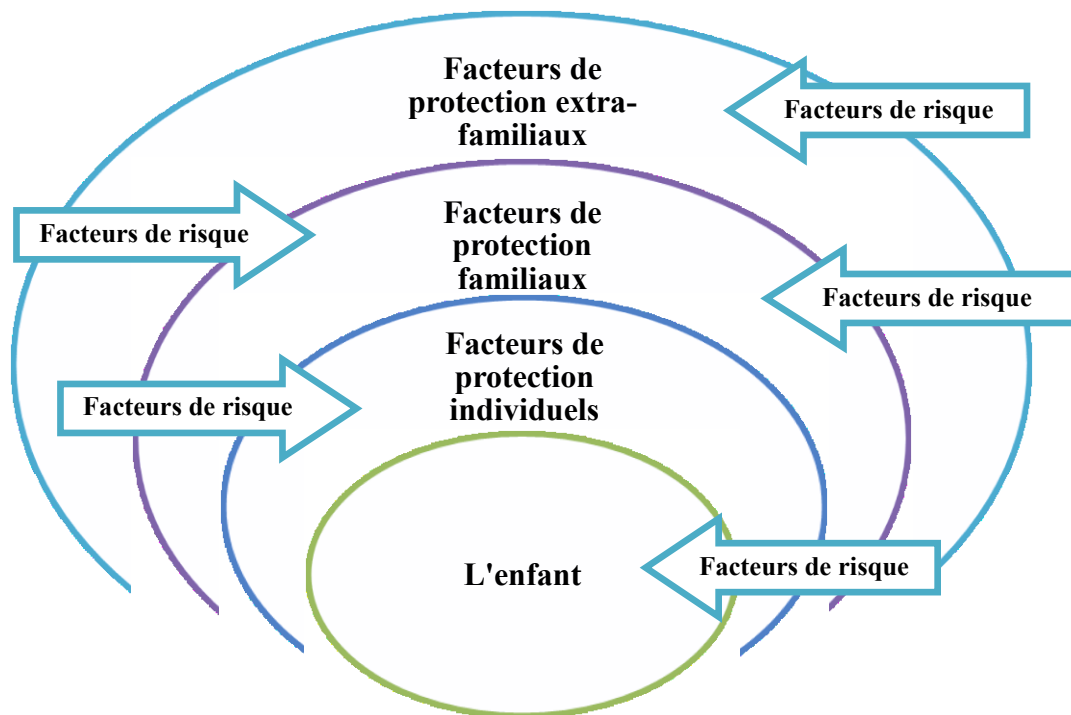 Facteurs de
protection extra-
familiaux
Facteurs de risque
Facteurs de risque
Facteurs de
protection
familiaux
Facteurs de risque
Facteurs de
protection
individuels
Facteurs de risque
L'enfant
Facteurs de risque